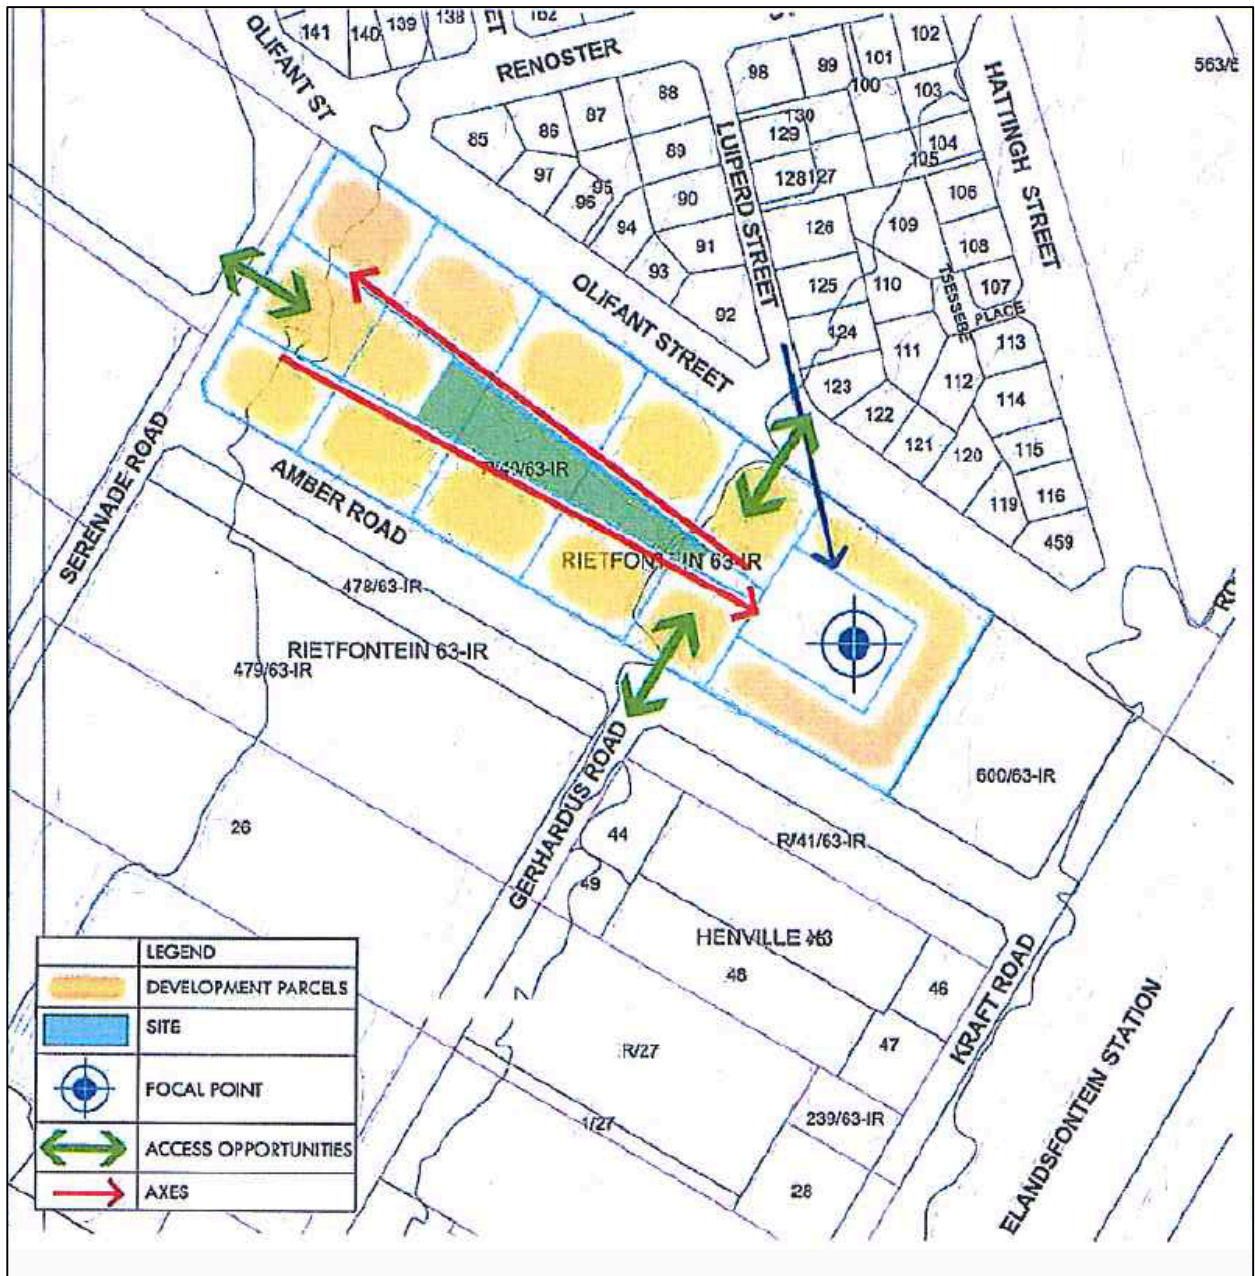 141
140
139
138
162
OLIFANT ST
RENOSTER
98
99
101
102
100
103
563/
HATTINGH STREET
85
86
87
88
130
129
104
105
LUIPERD STREET
97
95
96
89
128
127
90
106
94
91
126
109
108
93
92
125
110
107
TSESSEBE
PLACE
OLIFANT STREET
124
111
113
123
112
114
122
121
120
115
119
116
459
SERENADE ROAD
AMBER ROAD
RIETFONTEIN 63-IR
478/63-IR
RIETFONTEIN 63-IR
479/63-IR
GERHARDUS ROAD
600/63-IR
26
44
R/41/63-IR
49
HENVILLE
48
46
KRAFT ROAD
47
R/27
1/27
239/63-IR
28
ELANDSFONTEIN STATION
LEGEND
DEVELOPMENT PARCELS
SITE
FOCAL POINT
ACCESS OPPORTUNITIES
AXES